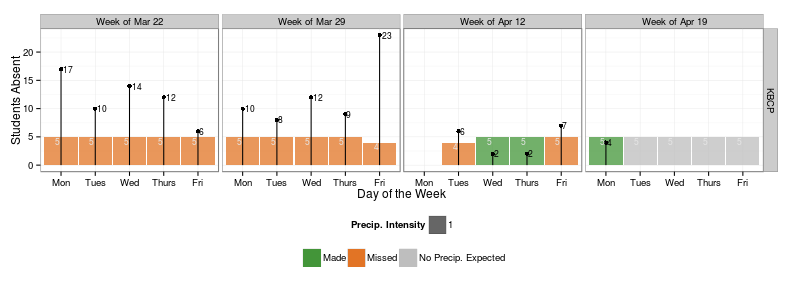 Week of Mar 22 Week of Mar 29 Week of Apr 12 Week of Apr 19
Students Absent
KBCP
20
15
10
5
0
17 10 14 12 6
10 8 12 9 23
6 2 2 7
4
5 5 5 5 5
5 5 5 5 4
4 5 5 5
5 5 5 5 5
Mon Tues Wed Thurs Fri Mon Tues Wed Thurs Fri Mon Tues Wed Thurs Fri Mon Tues Wed Thurs Fri
Day of the Week
Precip. Intensity 1
Made Missed No Precip. Expected